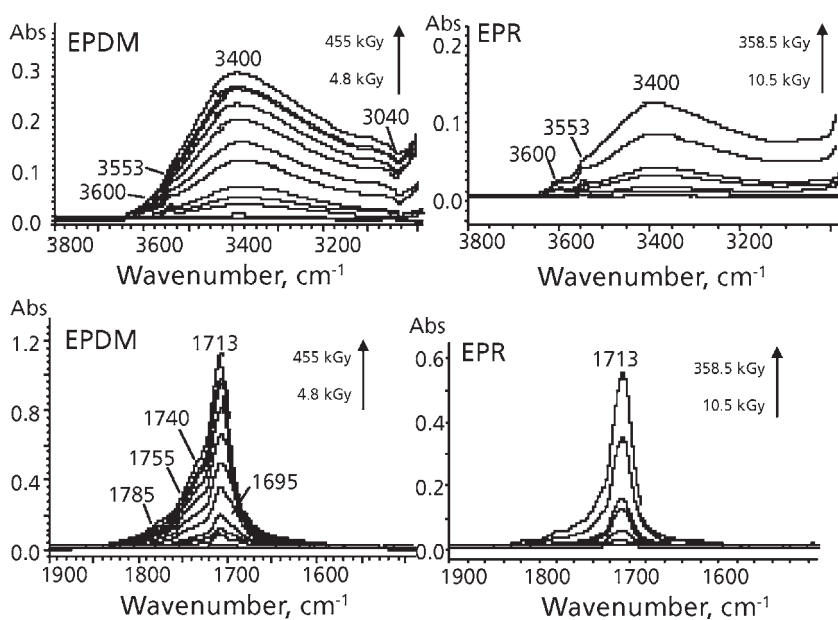 Abs
EPDM
455 kGy
4.8 kGy
3400
3040
3553
3600
0.3
0.2
0.1
0.0
3800 3600 3400 3200
Wavenumber, cm-1
Abs
EPR
358.5 kGy
10.5 kGy
3400
3553
3600
0.2
0.1
0.0
3800 3600 3400 3200
Wavenumber, cm-1
Abs
EPDM
455 kGy
4.8 kGy
1713
1740
1755
1785
1695
1.2
0.8
0.4
0.0
1900 1800 1700 1600
Wavenumber, cm-1
Abs
EPR
358.5 kGy
10.5 kGy
1713
0.6
0.4
0.2
0.0
1900 1800 1700 1600
Wavenumber, cm-1